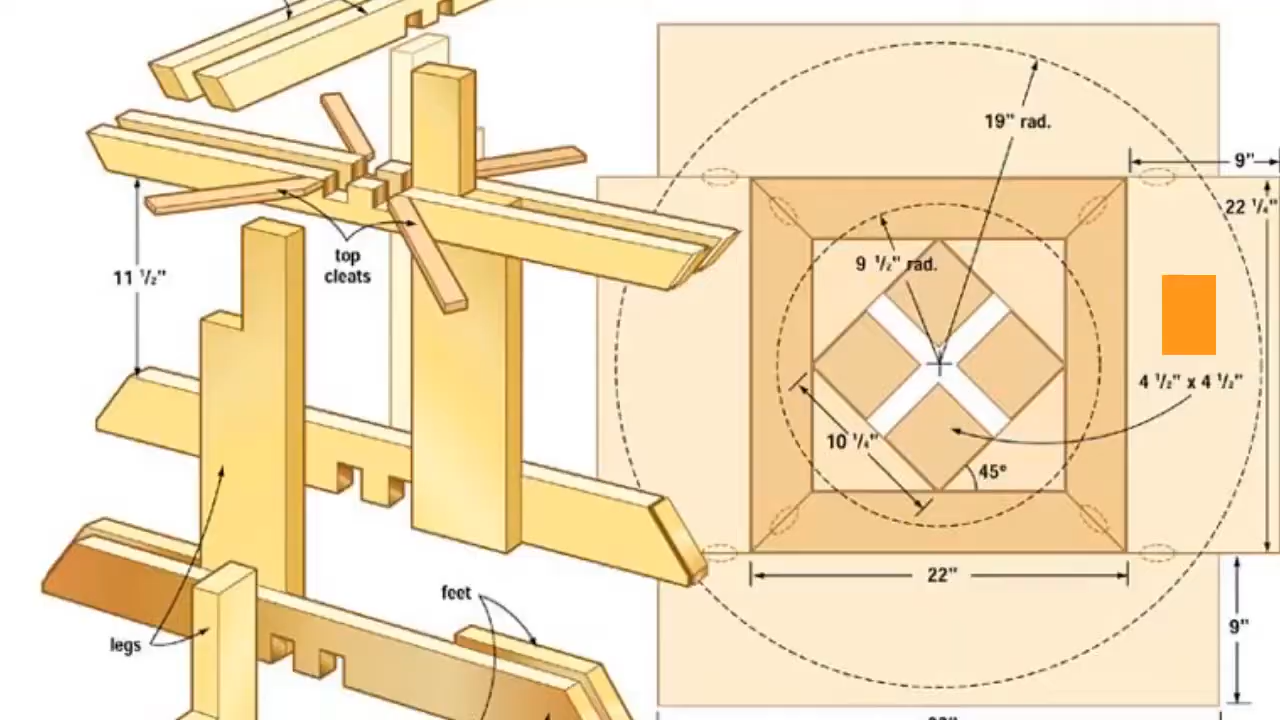 19" rad.
9"
22 1/4"
top
cleats
11 1/2"
9 1/2" rad.
4 1/2" x 4 1/2"
10 1/4"
45°
22"
feet
9"
legs